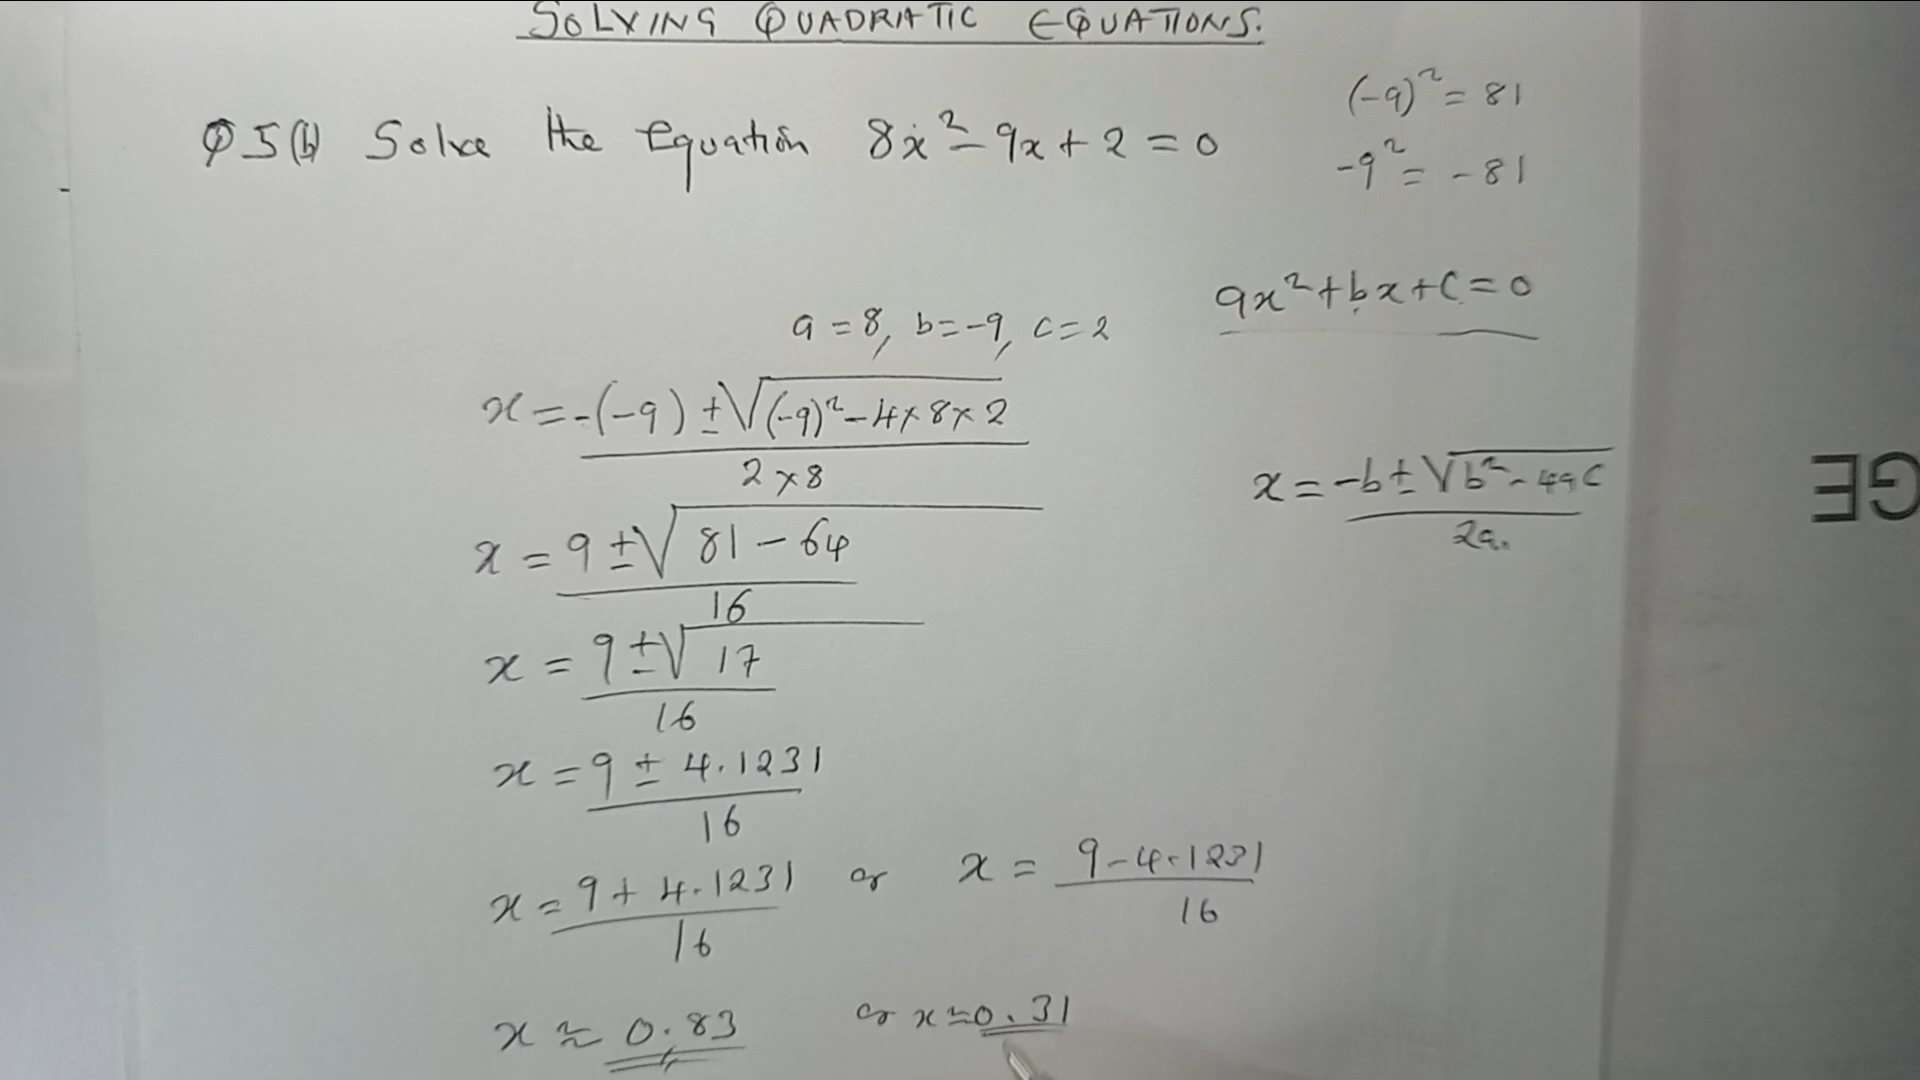 SOLVING QUADRATIC EQUATIONS.
(-9)² = 81
Q5(b) Solve the Equation 8x² - 9x + 2 = 0
-9² = -81
ax² + bx + c = 0
a = 8, b = -9, c = 2
x = -(-9) ± √(-9)² - 4 × 8 × 2
2 × 8
x = -b ± √b² - 4ac
2a.
x = 9 ± √81 - 64
16
x = 9 ± √17
16
x = 9 ± 4.1231
16
x = 9 + 4.1231 or x = 9 - 4.1231
16 16
x ≈ 0.83 or x ≈ 0.31
GE